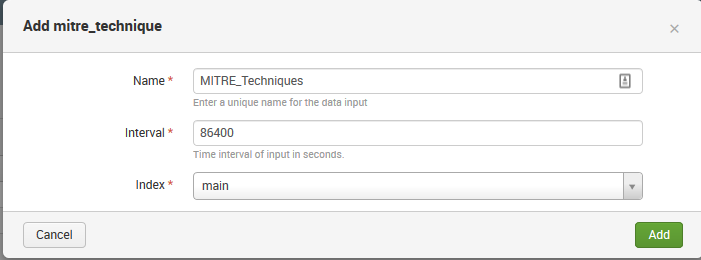 Add mitre_technique
×
Name *
MITRE_Techniques
Enter a unique name for the data input
Interval *
86400
Time interval of input in seconds.
Index *
main
Cancel
Add